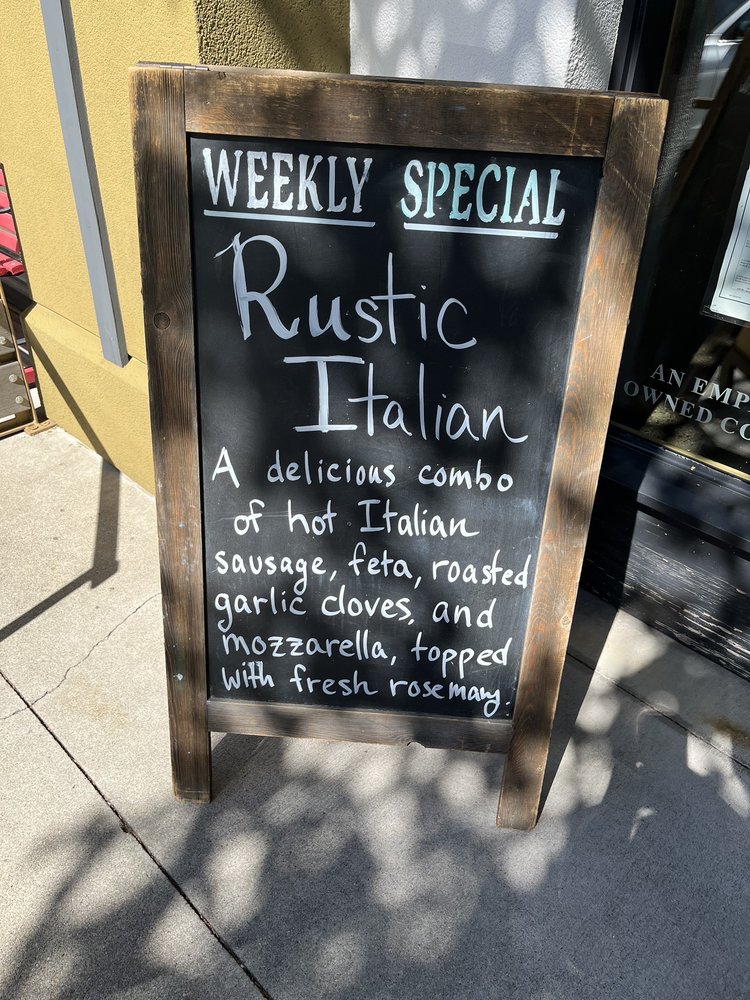 WEEKLY SPECIAL
Rustic
Italian
A delicious combo
of hot Italian
sausage, feta, roasted
garlic cloves, and
mozzarella, topped
with fresh rosemary.
AN EMP
OWNED CO